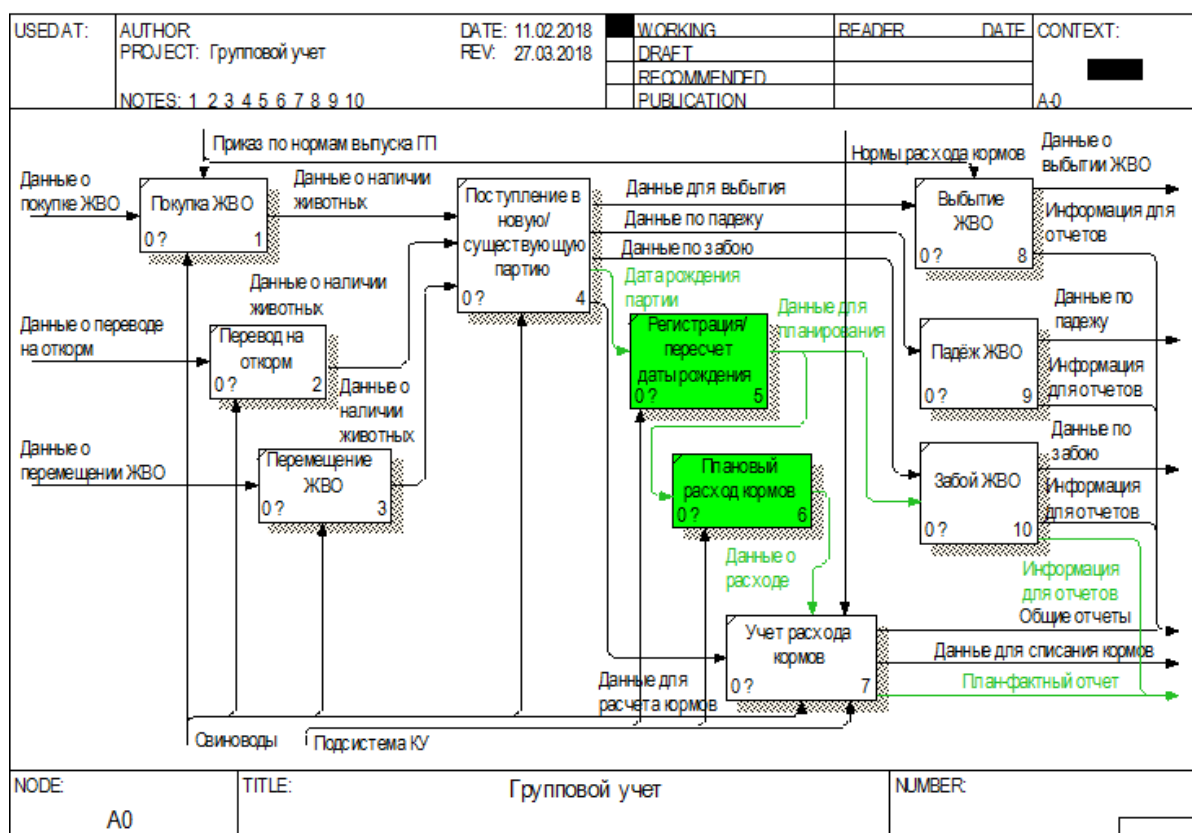 USED AT:
AUTHOR:
DATE: 11.02.2018
PROJECT: Групповой учет
REV: 27.03.2018
NOTES: 1 2 3 4 5 6 7 8 9 10
WORKING
DRAFT
RECOMMENDED
PUBLICATION
READER
DATE
CONTEXT:
A-0
Приказ по нормам выпуска ГП
Нормы расхода кормов
Данные о
покупке ЖВО
Покупка ЖВО
0 ?
1
Данные о наличии
животных
Поступление в
новую/
существующую
партию
0 ?
4
Данные для выбытия
Данные по падежу
Данные по забою
Дата рождения
партии
Выбытие
ЖВО
0 ?
8
Данные о
выбытии ЖВО
Информация для
отчетов
Данные о переводе
на откорм
Перевод на
откорм
0 ?
2
Данные о наличии
животных
Регистрация/
пересчет
даты рождения
0 ?
5
Данные для
планирования
Падёж ЖВО
0 ?
9
Данные по
падежу
Информация
для отчетов
Данные о
перемещении ЖВО
Перемещение
ЖВО
0 ?
3
Данные о
наличии
животных
Плановый
расход кормов
0 ?
6
Данные о
расходе
Забой ЖВО
0 ?
10
Данные по
забою
Информация
для отчетов
Информация
для отчетов
Учет расхода
кормов
0 ?
7
Данные для
расчета кормов
Общие отчеты
Данные для списания кормов
План-фактный отчет
Свиноводы
Подсистема КУ
NODE:
A0
TITLE:
Групповой учет
NUMBER: